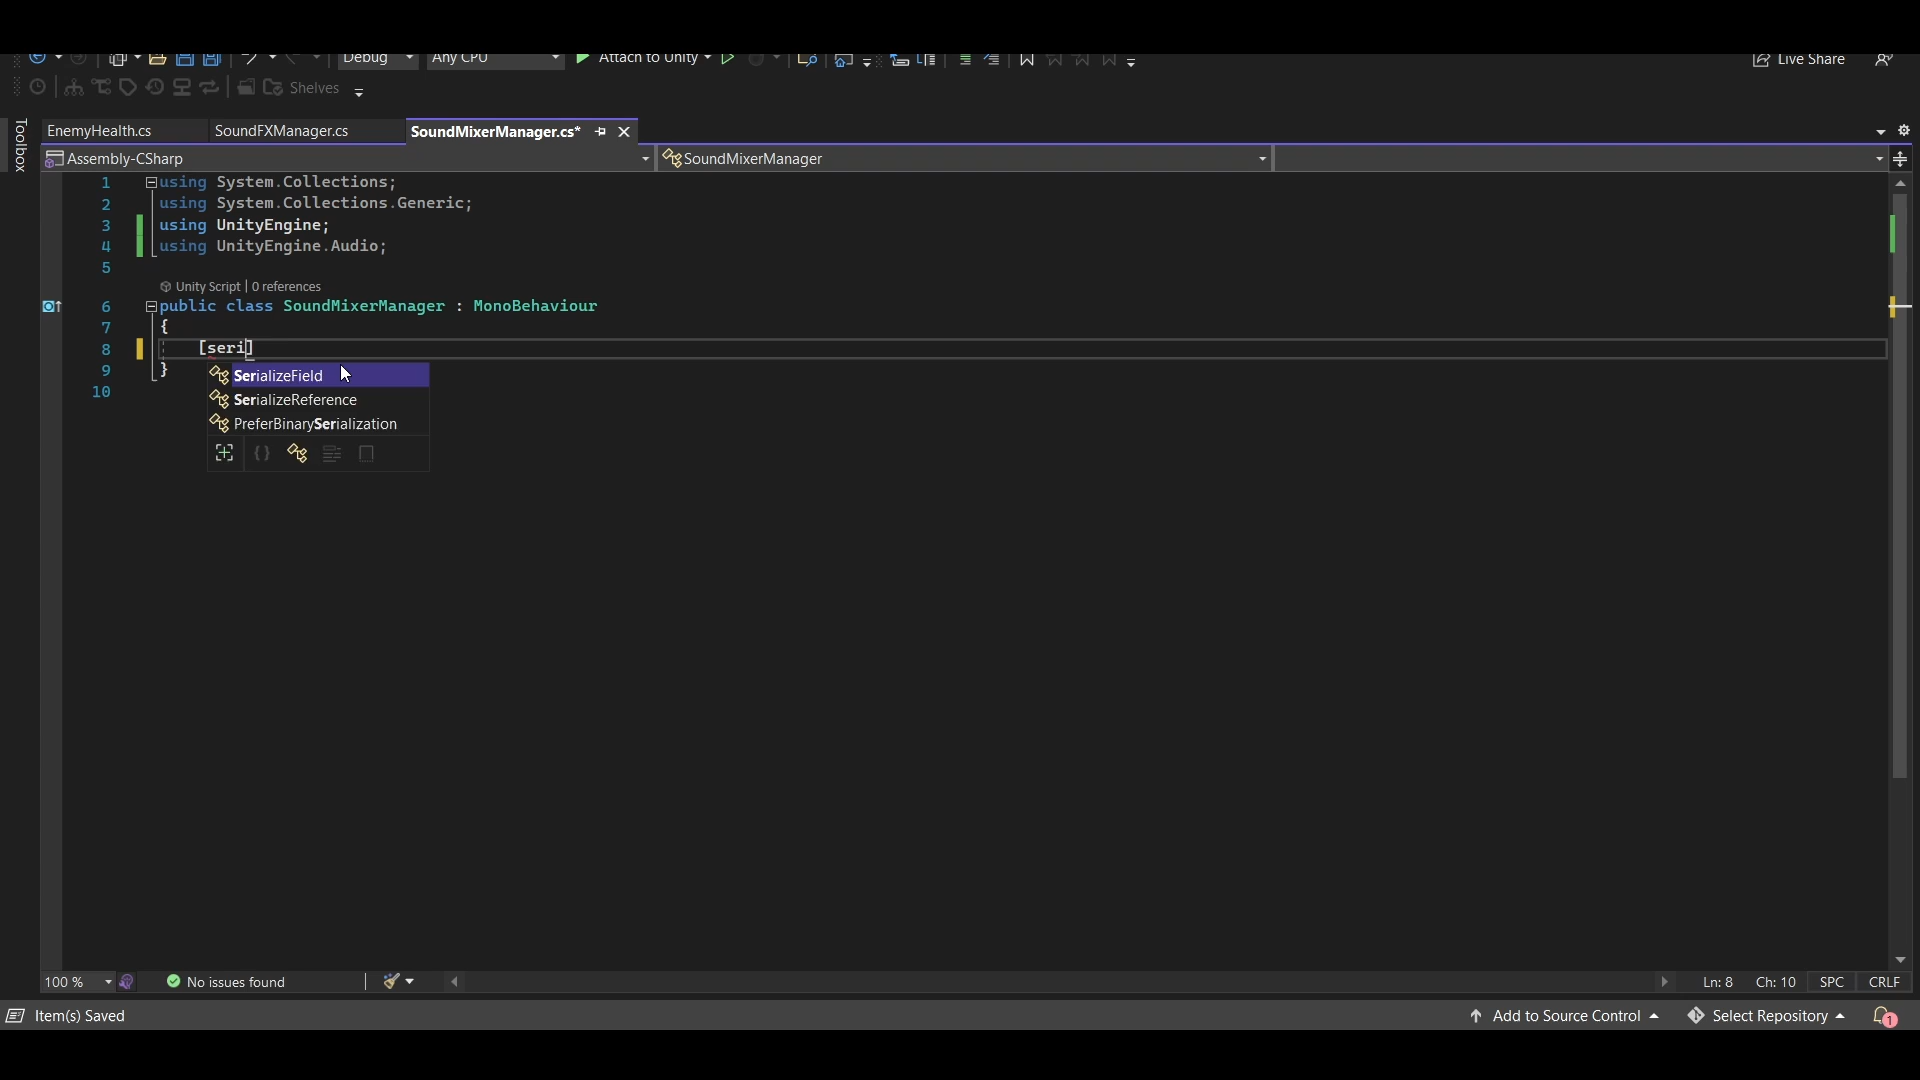 Debug Any CPU Attach to Unity Live Share
Shelves
Toolbox
EnemyHealth.cs SoundFXManager.cs SoundMixerManager.cs*
Assembly-CSharp SoundMixerManager
1 using System.Collections;
2 using System.Collections.Generic;
3 using UnityEngine;
4 using UnityEngine.Audio;
5
Unity Script | 0 references
6 public class SoundMixerManager : MonoBehaviour
7 {
8 [seri]
9 }
10
SerializeField
SerializeReference
PreferBinarySerialization
100 % No issues found Ln: 8 Ch: 10 SPC CRLF
Item(s) Saved Add to Source Control Select Repository 1